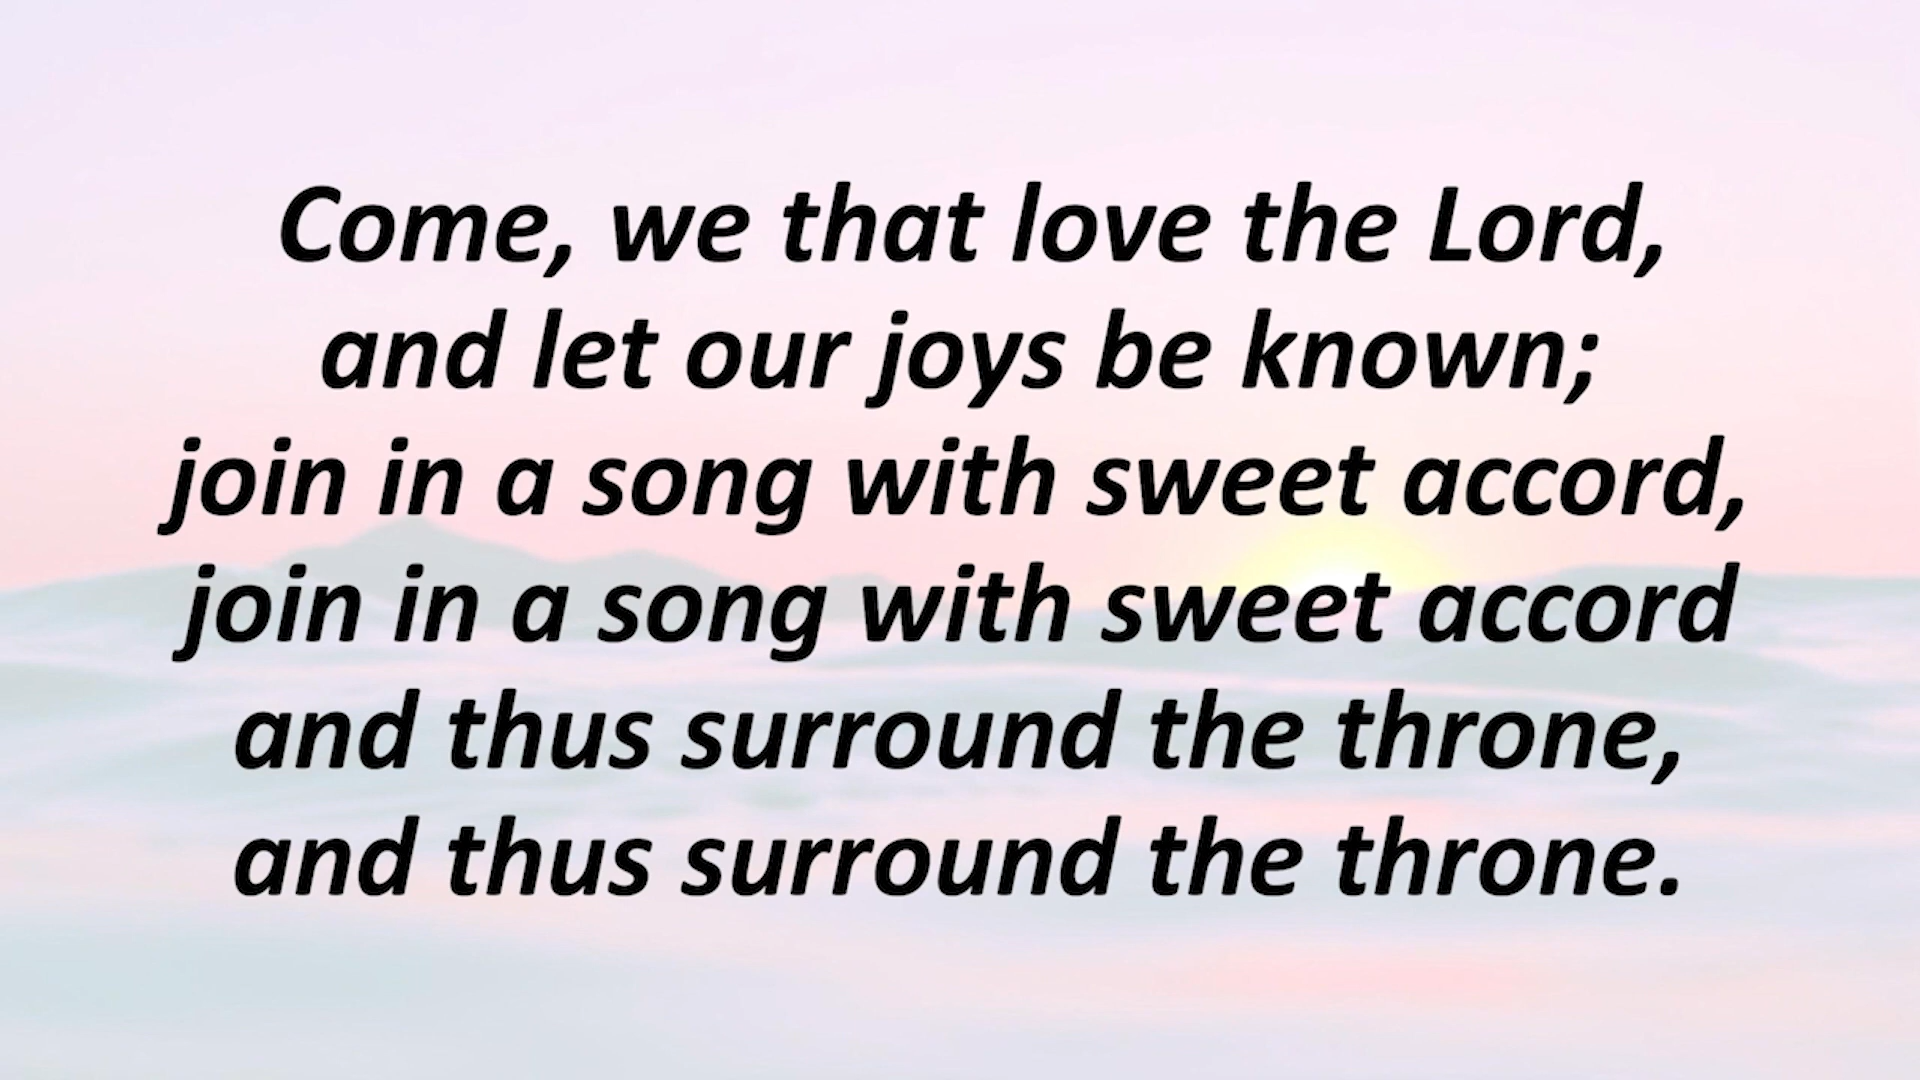 Come, we that love the Lord,
and let our joys be known;
join in a song with sweet accord,
join in a song with sweet accord
and thus surround the throne,
and thus surround the throne.